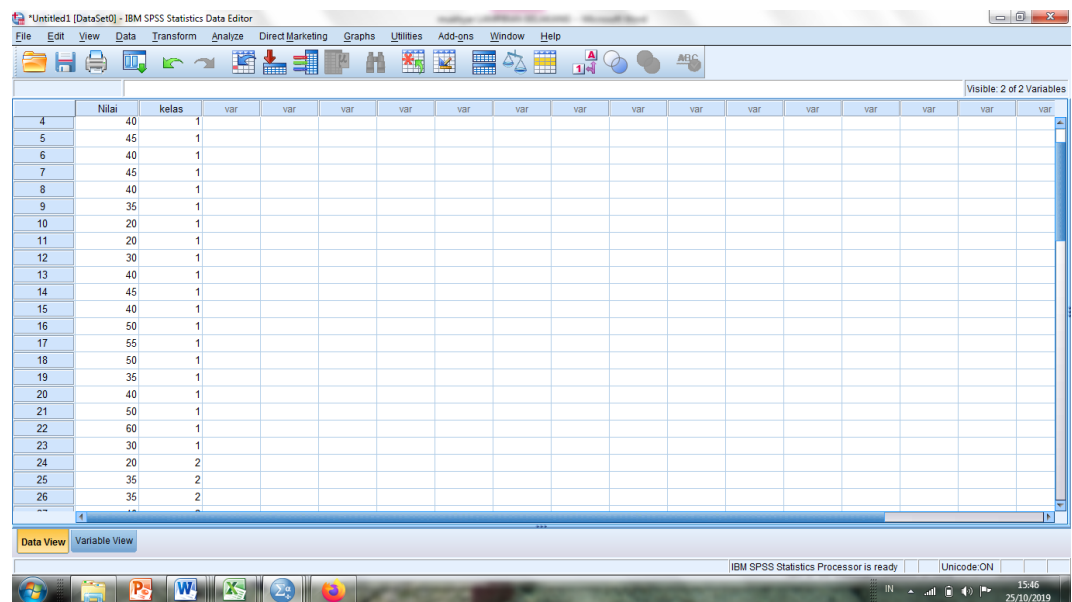 *Untitled1 [DataSet0] - IBM SPSS Statistics Data Editor
File Edit View Data Transform Analyze Direct Marketing Graphs Utilities Add-ons Window Help
Visible: 2 of 2 Variables
Nilai kelas var var var var var var var var var var var var var var var
4 40 1
5 45 1
6 40 1
7 45 1
8 40 1
9 35 1
10 20 1
11 20 1
12 30 1
13 40 1
14 45 1
15 40 1
16 50 1
17 55 1
18 50 1
19 35 1
20 40 1
21 50 1
22 60 1
23 30 1
24 20 2
25 35 2
26 35 2
Data View Variable View
IBM SPSS Statistics Processor is ready Unicode:ON
IN 15:46
25/10/2019